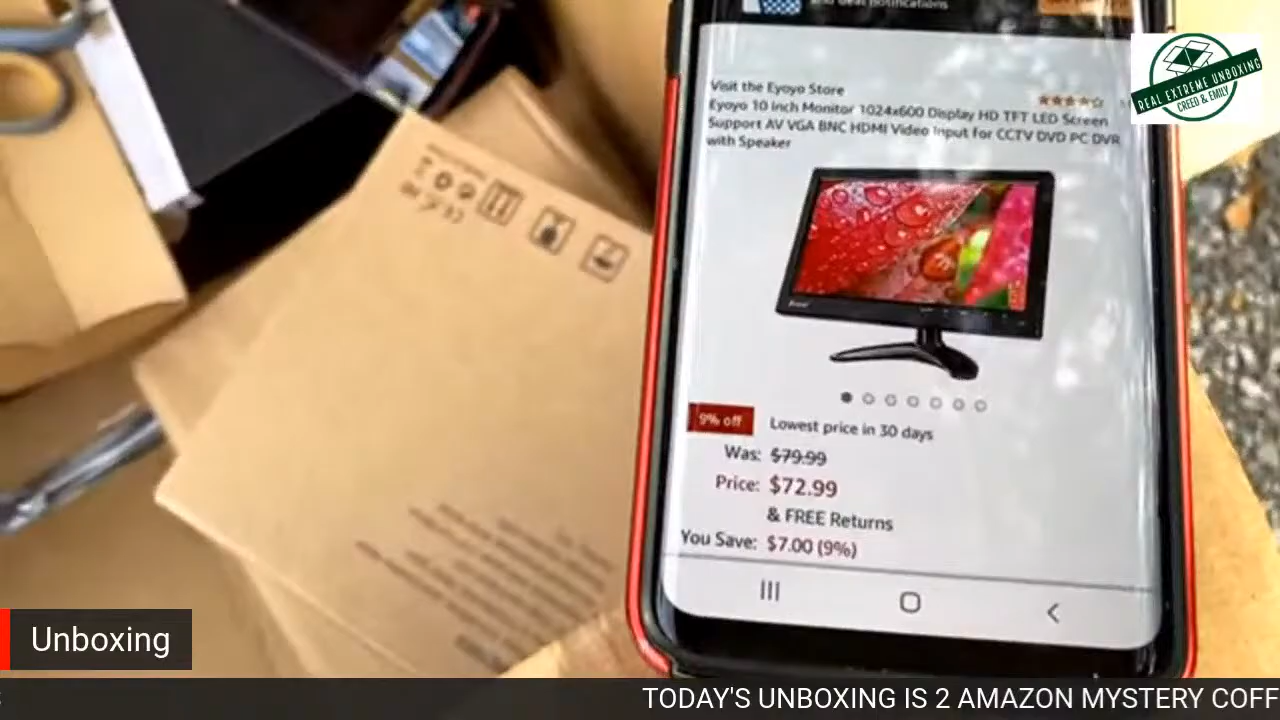 Visit the Eyoyo Store
Eyoyo 10 Inch Monitor 1024x600 Display HD TFT LED Screen
Support AV VGA BNC HDMI Video Input for CCTV DVD PC DVR
with Speaker
9% off Lowest price in 30 days
Was: $79.99
Price: $72.99
& FREE Returns
You Save: $7.00 (9%)
REAL EXTREME UNBOXING
CREED & EMILY
Unboxing
TODAY'S UNBOXING IS 2 AMAZON MYSTERY COFF